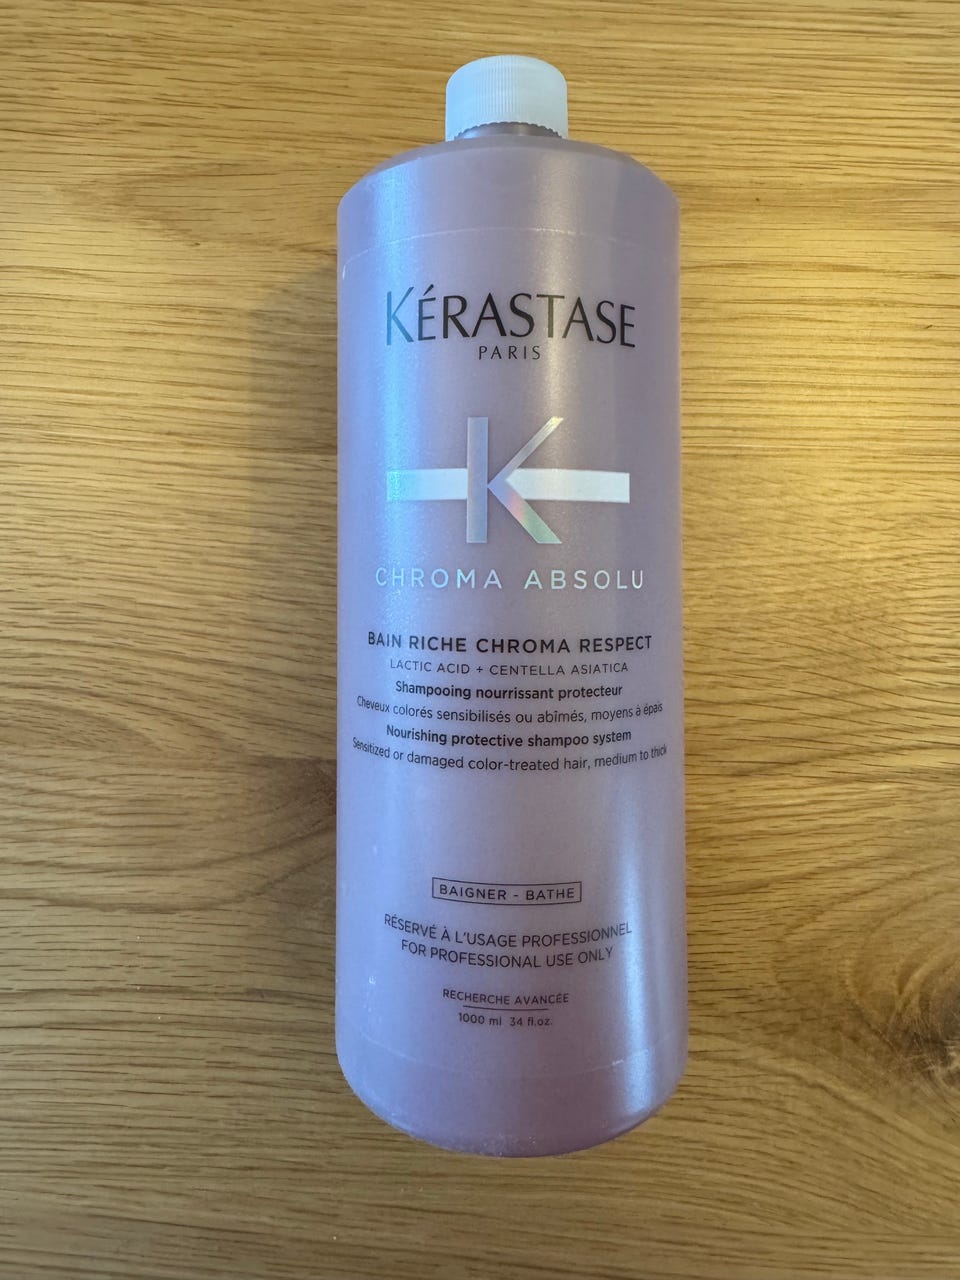 KÉRASTASE
PARIS
K
CHROMA ABSOLU
BAIN RICHE CHROMA RESPECT
LACTIC ACID + CENTELLA ASIATICA
Shampooing nourrissant protecteur
Cheveux colorés sensibilisés ou abîmés, moyens à épais
Nourishing protective shampoo system
Sensitized or damaged color-treated hair, medium to thick
BAIGNER - BATHE
RÉSERVÉ À L'USAGE PROFESSIONNEL
FOR PROFESSIONAL USE ONLY
RECHERCHE AVANCÉE
1000 ml 34 fl.oz.